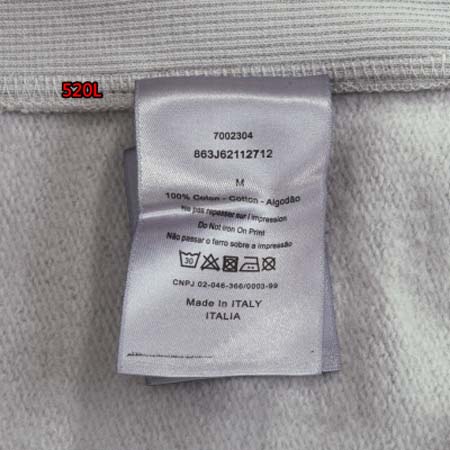 520L
7002304
863J62112712
M
100% Coton - Cotton - Algodão
Ne pas repasser sur l impression
Do Not Iron On Print
Não passar o ferro sobre a impressão
30
CNPJ 02-046-366/0003-99
Made In ITALY
ITALIA